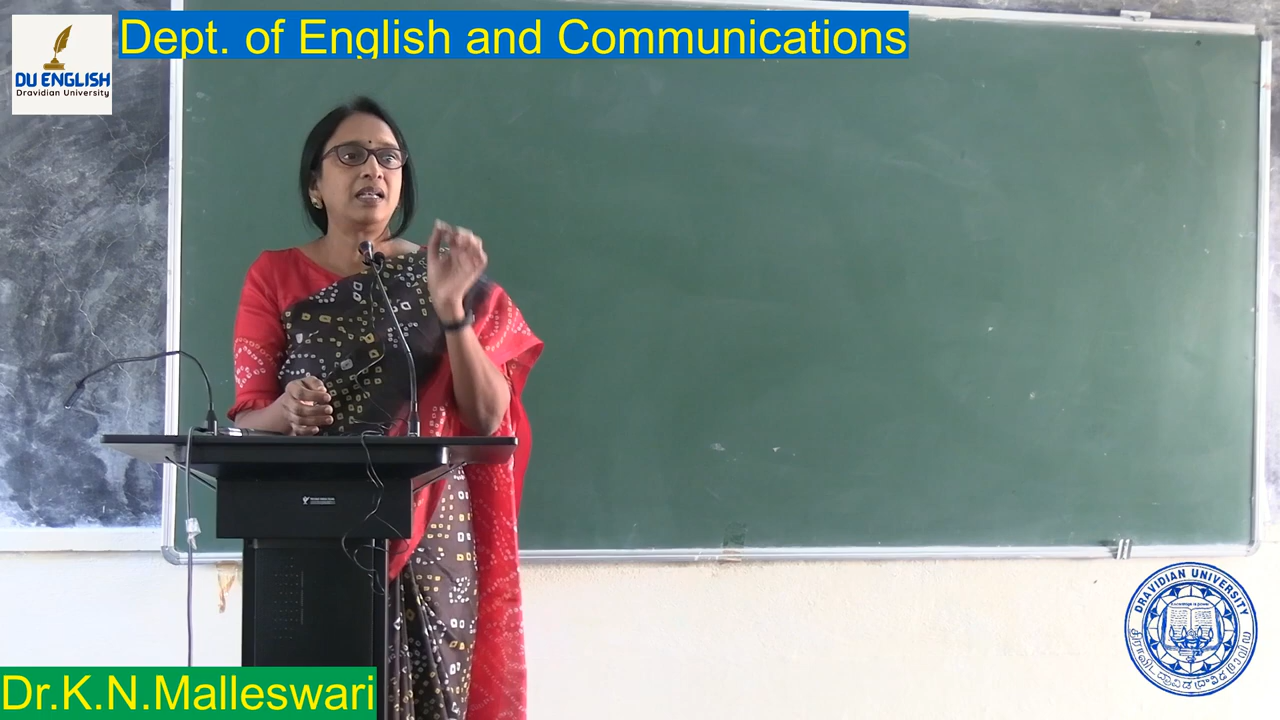 DU ENGLISH
Dravidian University
Dept. of English and Communications
DRAVIDIAN UNIVERSITY
Dr.K.N.Malleswari